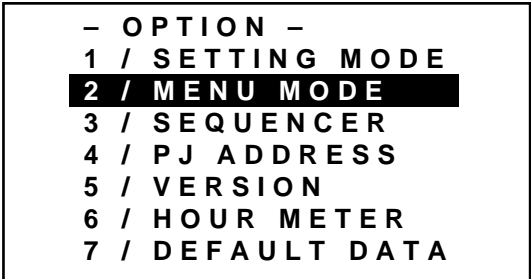 – OPTION –
1 / SETTING MODE
2 / MENU MODE
3 / SEQUENCER
4 / PJ ADDRESS
5 / VERSION
6 / HOUR METER
7 / DEFAULT DATA